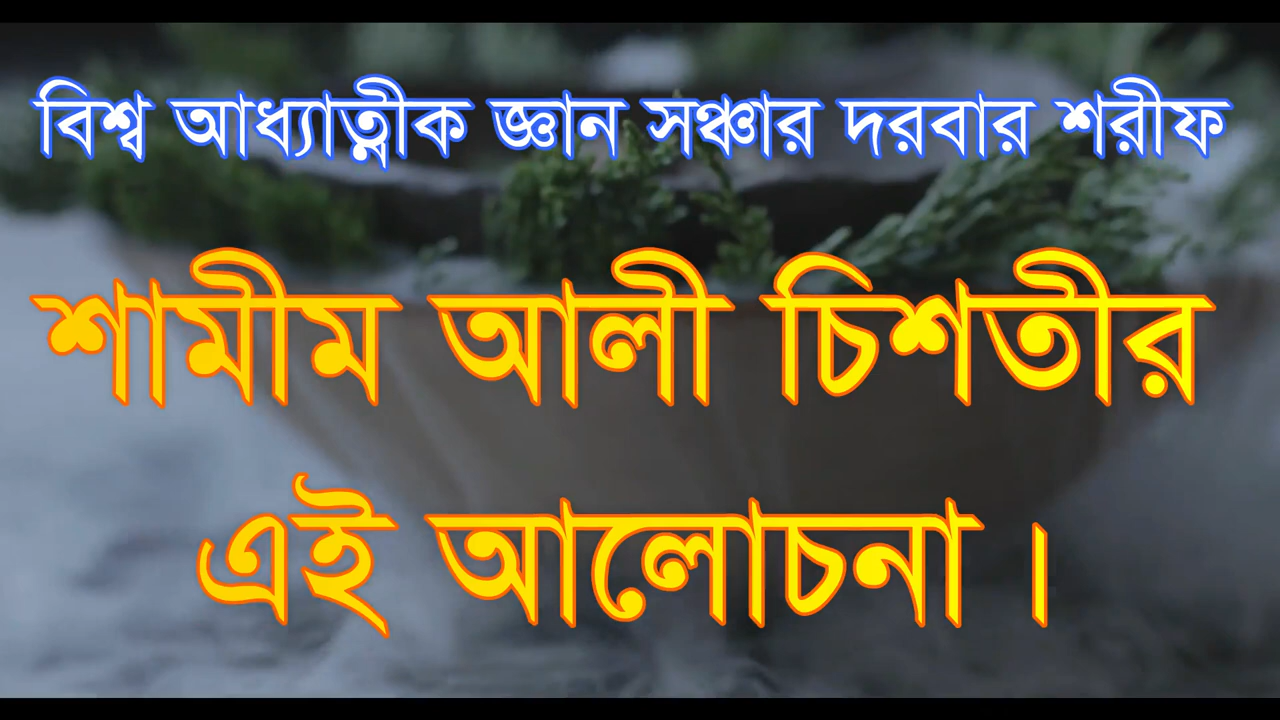 বিশ্ব আধ্যাত্নীক জ্ঞান সঞ্চার দরবার শরীফ
শামীম আলী চিশতীর
এই আলোচনা।